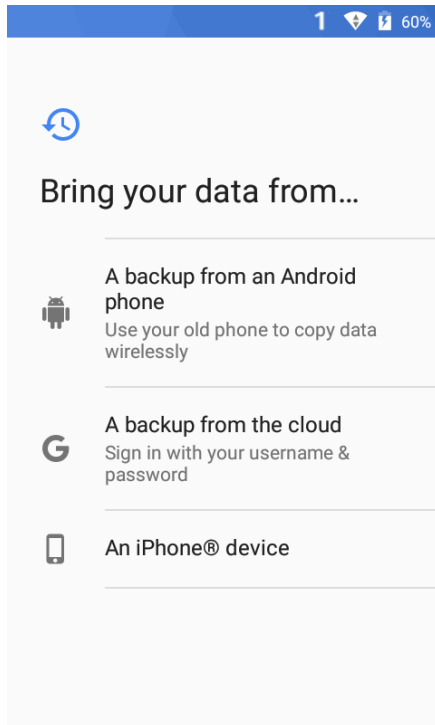 1 60%
Bring your data from…
A backup from an Android
phone
Use your old phone to copy data
wirelessly
A backup from the cloud
Sign in with your username &
password
An iPhone® device